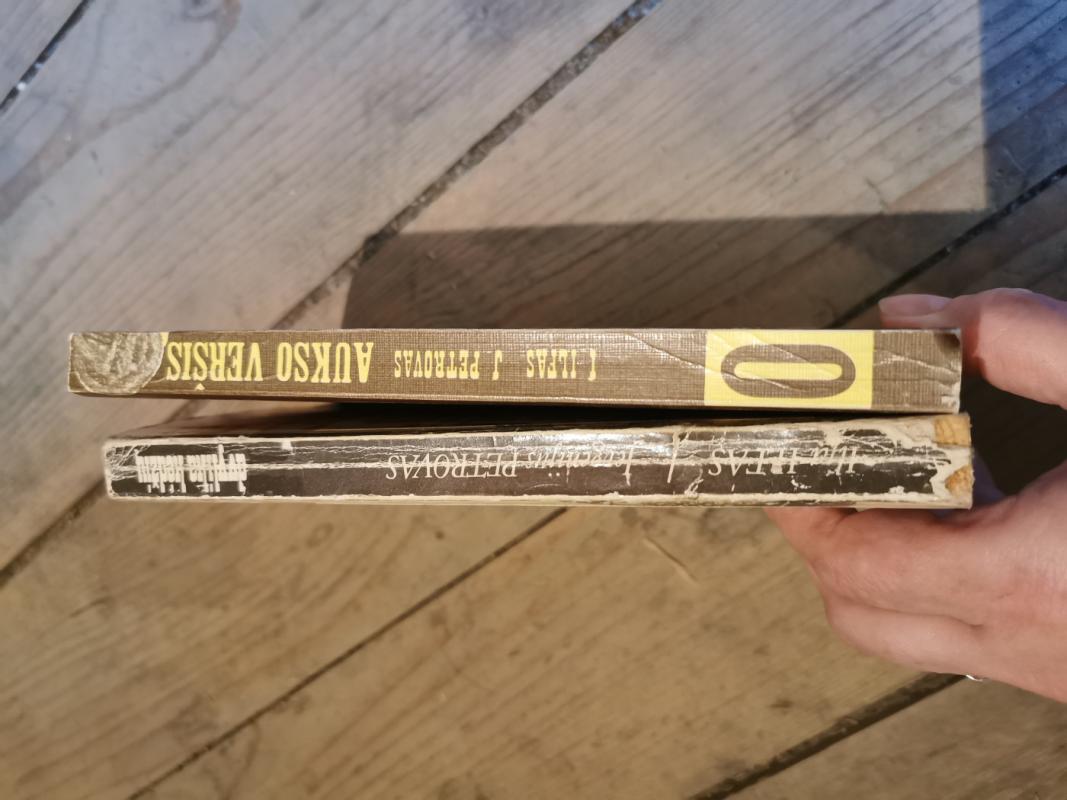 Ilja ILFAS / Jevgenijus PETROVAS
I ILFAS J PETROVAS AUKSO VERŠIS